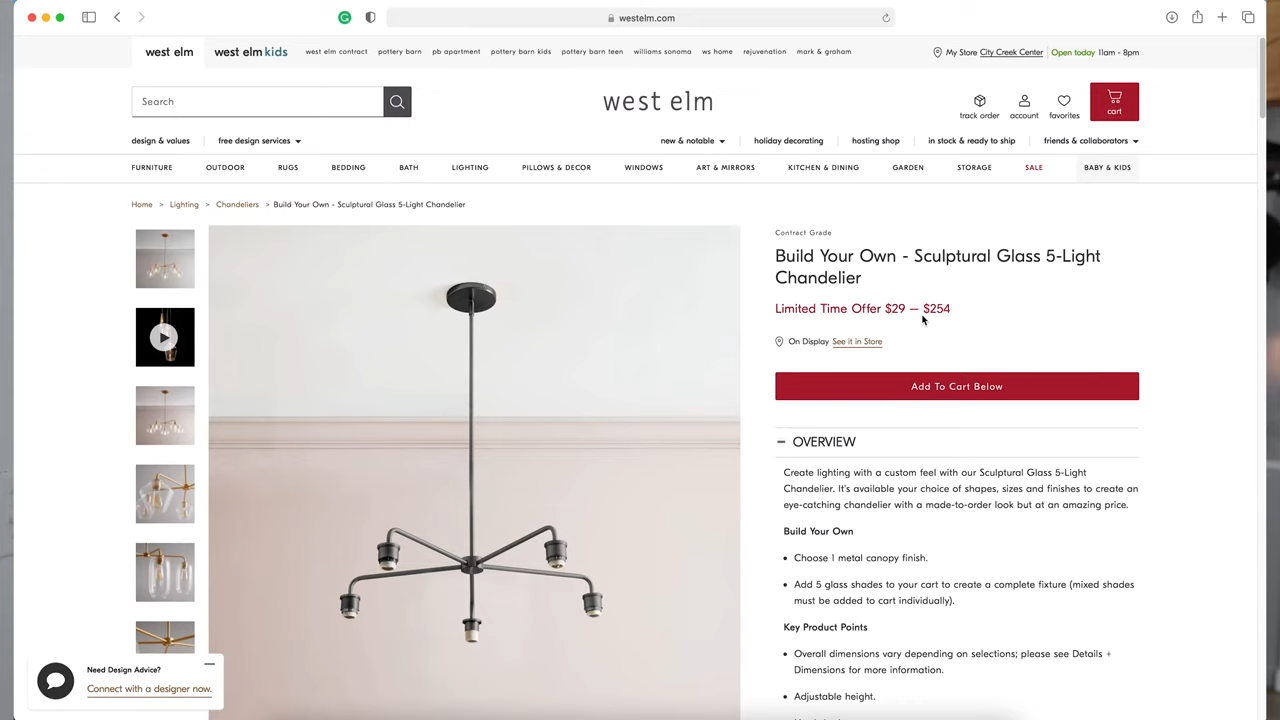 westelm.com
west elm
west elm kids
west elm contract
pottery barn
pb apartment
pottery barn kids
pottery barn teen
williams sonoma
ws home
rejuvenation
mark & graham
My Store City Creek Center
Open today 11am - 8pm
Search
west elm
track order
account
favorites
cart
design & values
free design services
new & notable
holiday decorating
hosting shop
in stock & ready to ship
friends & collaborators
FURNITURE
OUTDOOR
RUGS
BEDDING
BATH
LIGHTING
PILLOWS & DECOR
WINDOWS
ART & MIRRORS
KITCHEN & DINING
GARDEN
STORAGE
SALE
BABY & KIDS
Home > Lighting > Chandeliers > Build Your Own - Sculptural Glass 5-Light Chandelier
Contract Grade
Build Your Own - Sculptural Glass 5-Light
Chandelier
Limited Time Offer $29 – $254
On Display See it in Store
Add To Cart Below
OVERVIEW
Create lighting with a custom feel with our Sculptural Glass 5-Light
Chandelier. It's available your choice of shapes, sizes and finishes to create an
eye-catching chandelier with a made-to-order look but at an amazing price.
Build Your Own
• Choose 1 metal canopy finish.
• Add 5 glass shades to your cart to create a complete fixture (mixed shades
must be added to cart individually).
Key Product Points
• Overall dimensions vary depending on selections; please see Details +
Dimensions for more information.
• Adjustable height.
Need Design Advice?
Connect with a designer now.